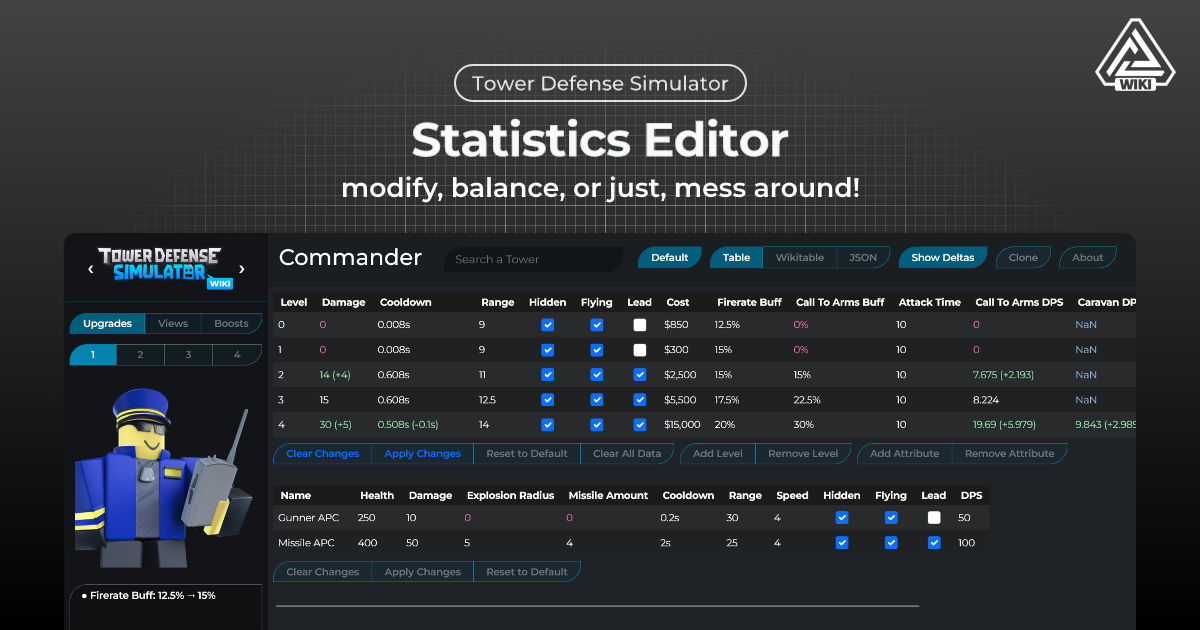 WIKI
Tower Defense Simulator
Statistics Editor
modify, balance, or just, mess around!
TOWER DEFENSE
SIMULATOR
WIKI
Commander
Search a Tower
Default
Table Wikitable JSON
Show Deltas
Clone
About
Upgrades Views Boosts
1 2 3 4
Level Damage Cooldown Range Hidden Flying Lead Cost Firerate Buff Call To Arms Buff Attack Time Call To Arms DPS Caravan DP
0 0 0.008s 9 $850 12.5% 0% 10 0 NaN
1 0 0.008s 9 $300 15% 0% 10 0 NaN
2 14 (+4) 0.608s 11 $2,500 15% 15% 10 7.675 (+2.193) NaN
3 15 0.608s 12.5 $5,500 17.5% 22.5% 10 8.224 NaN
4 30 (+5) 0.508s (-0.1s) 14 $15,000 20% 30% 10 19.69 (+5.979) 9.843 (+2.989
Clear Changes Apply Changes Reset to Default Clear All Data Add Level Remove Level Add Attribute Remove Attribute
Name Health Damage Explosion Radius Missile Amount Cooldown Range Speed Hidden Flying Lead DPS
Gunner APC 250 10 0 0 0.2s 30 4 50
Missile APC 400 50 5 4 2s 25 4 100
Clear Changes Apply Changes Reset to Default
● Firerate Buff: 12.5% → 15%